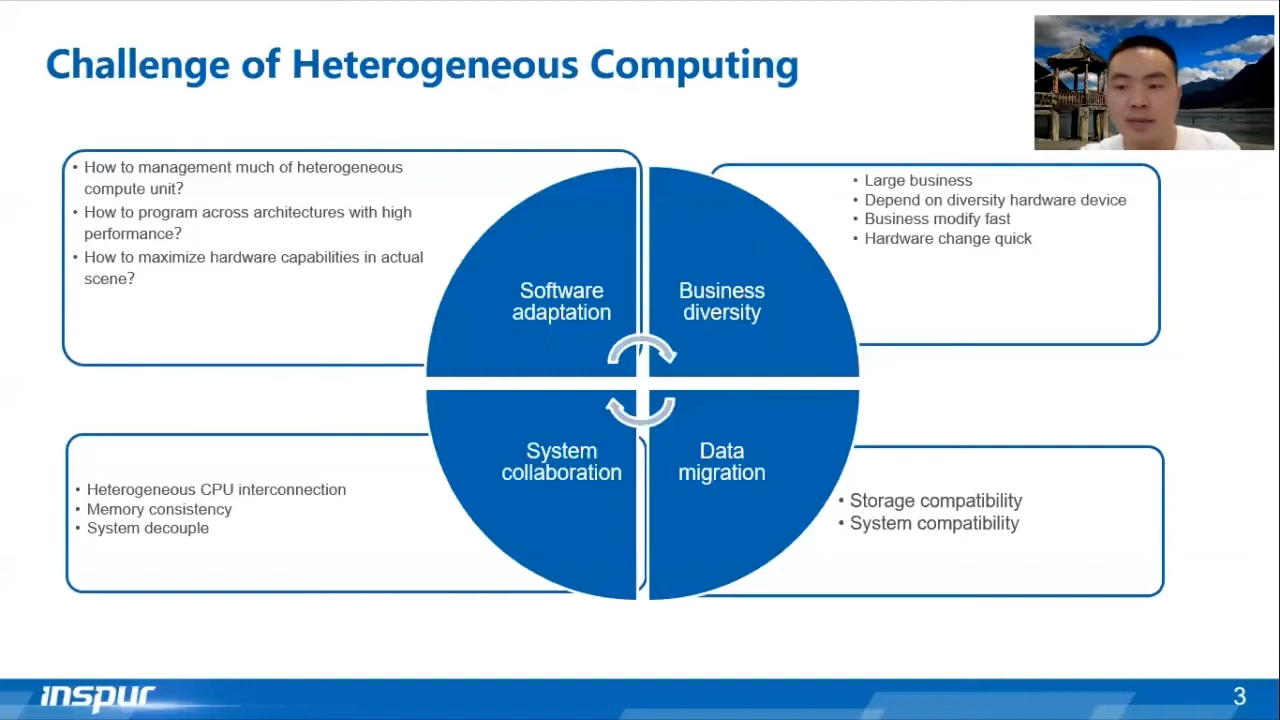 Challenge of Heterogeneous Computing
• How to management much of heterogeneous
compute unit?
• How to program across architectures with high
performance?
• How to maximize hardware capabilities in actual
scene?
• Large business
• Depend on diversity hardware device
• Business modify fast
• Hardware change quick
Software
adaptation
Business
diversity
System
collaboration
Data
migration
• Heterogeneous CPU interconnection
• Memory consistency
• System decouple
• Storage compatibility
• System compatibility
inspur
3